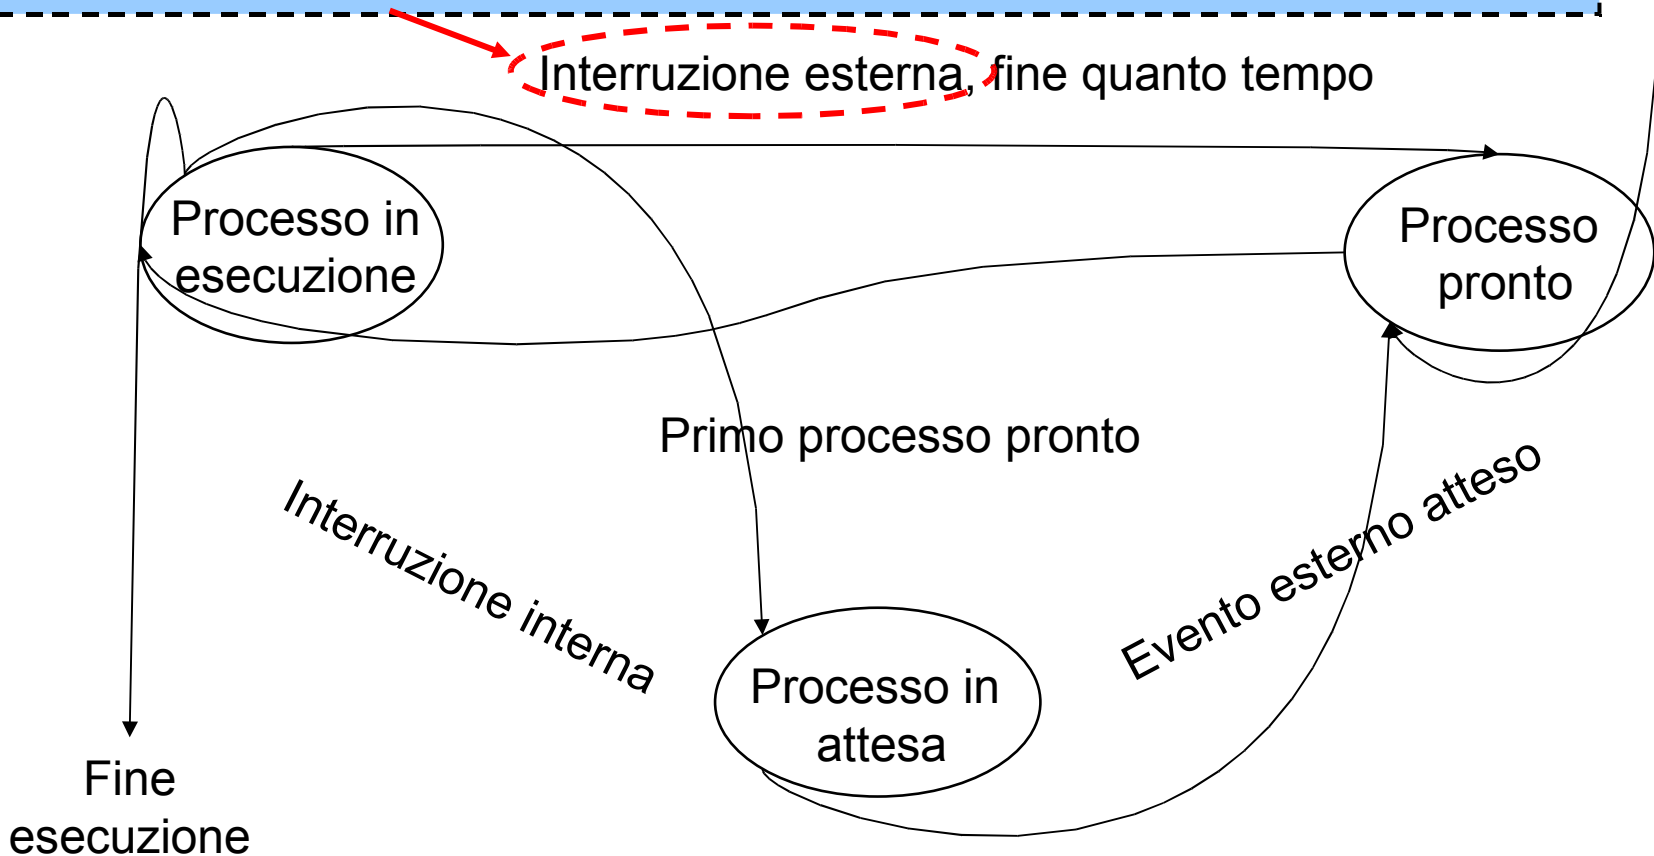 Interruzione esterna, fine quanto tempo
Processo in
esecuzione
Processo
pronto
Primo processo pronto
Interruzione interna
Evento esterno atteso
Processo in
attesa
Fine
esecuzione